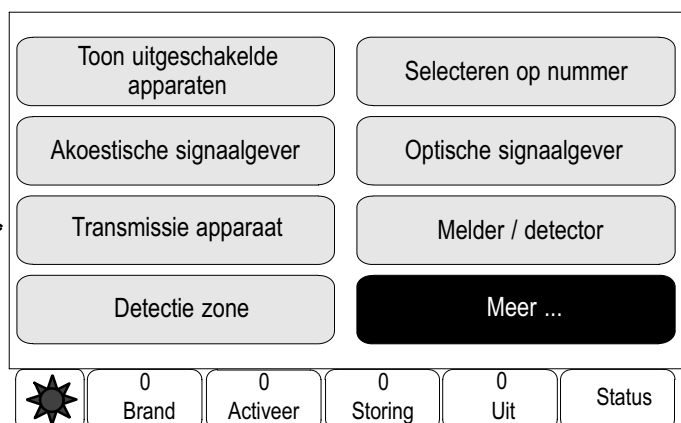 Toon uitgeschakelde
apparaten
Selecteren op nummer
Akoestische signaalgever
Optische signaalgever
Transmissie apparaat
Melder / detector
Detectie zone
Meer ...
0
Brand
0
Activeer
0
Storing
0
Uit
Status